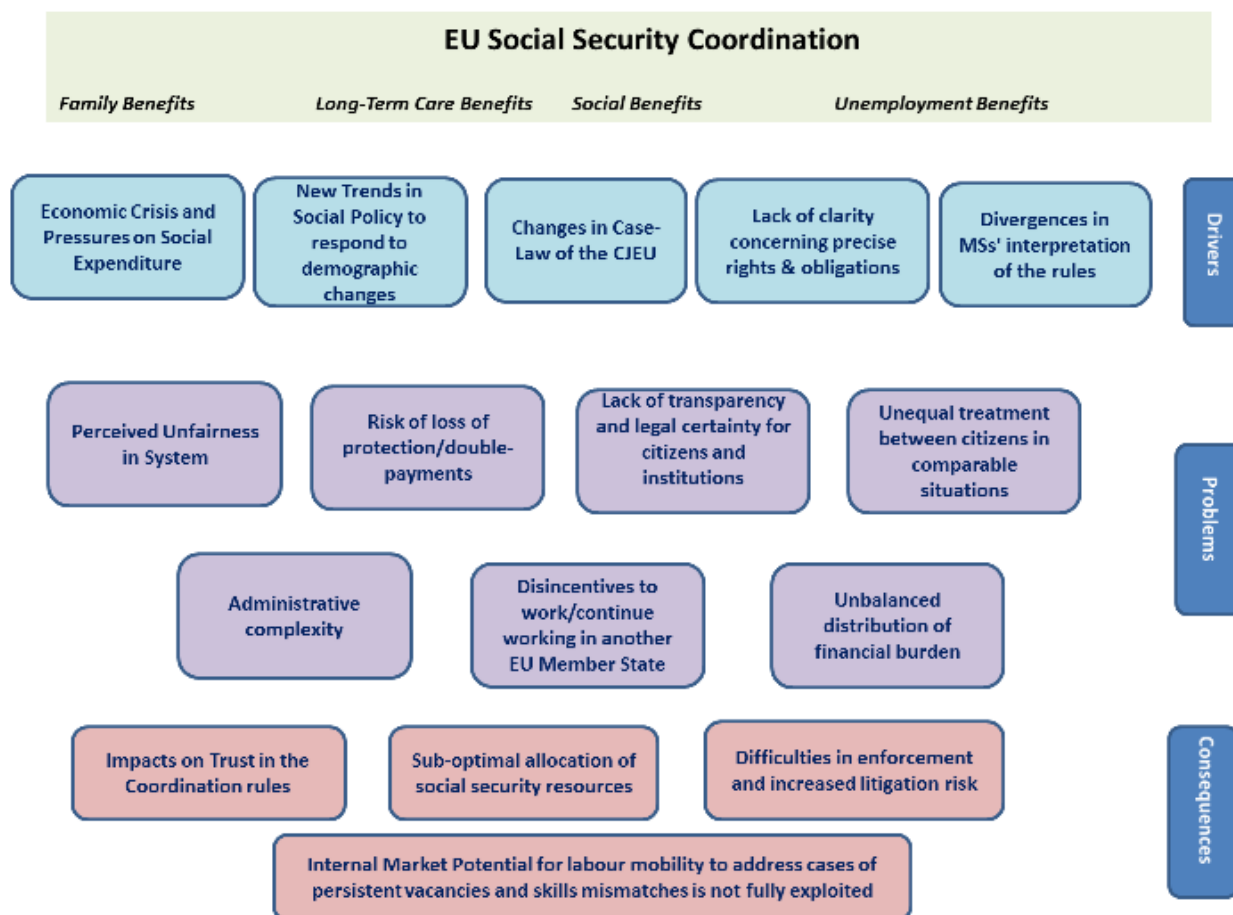 EU Social Security Coordination
Family Benefits Long-Term Care Benefits Social Benefits Unemployment Benefits
Economic Crisis and
Pressures on Social
Expenditure
New Trends in
Social Policy to
respond to
demographic
changes
Changes in Case-
Law of the CJEU
Lack of clarity
concerning precise
rights & obligations
Divergences in
MSs' interpretation
of the rules
Drivers
Perceived Unfairness
in System
Risk of loss of
protection/double-
payments
Lack of transparency
and legal certainty for
citizens and
institutions
Unequal treatment
between citizens in
comparable
situations
Problems
Administrative
complexity
Disincentives to
work/continue
working in another
EU Member State
Unbalanced
distribution of
financial burden
Impacts on Trust in the
Coordination rules
Sub-optimal allocation of
social security resources
Difficulties in enforcement
and increased litigation risk
Consequences
Internal Market Potential for labour mobility to address cases of
persistent vacancies and skills mismatches is not fully exploited